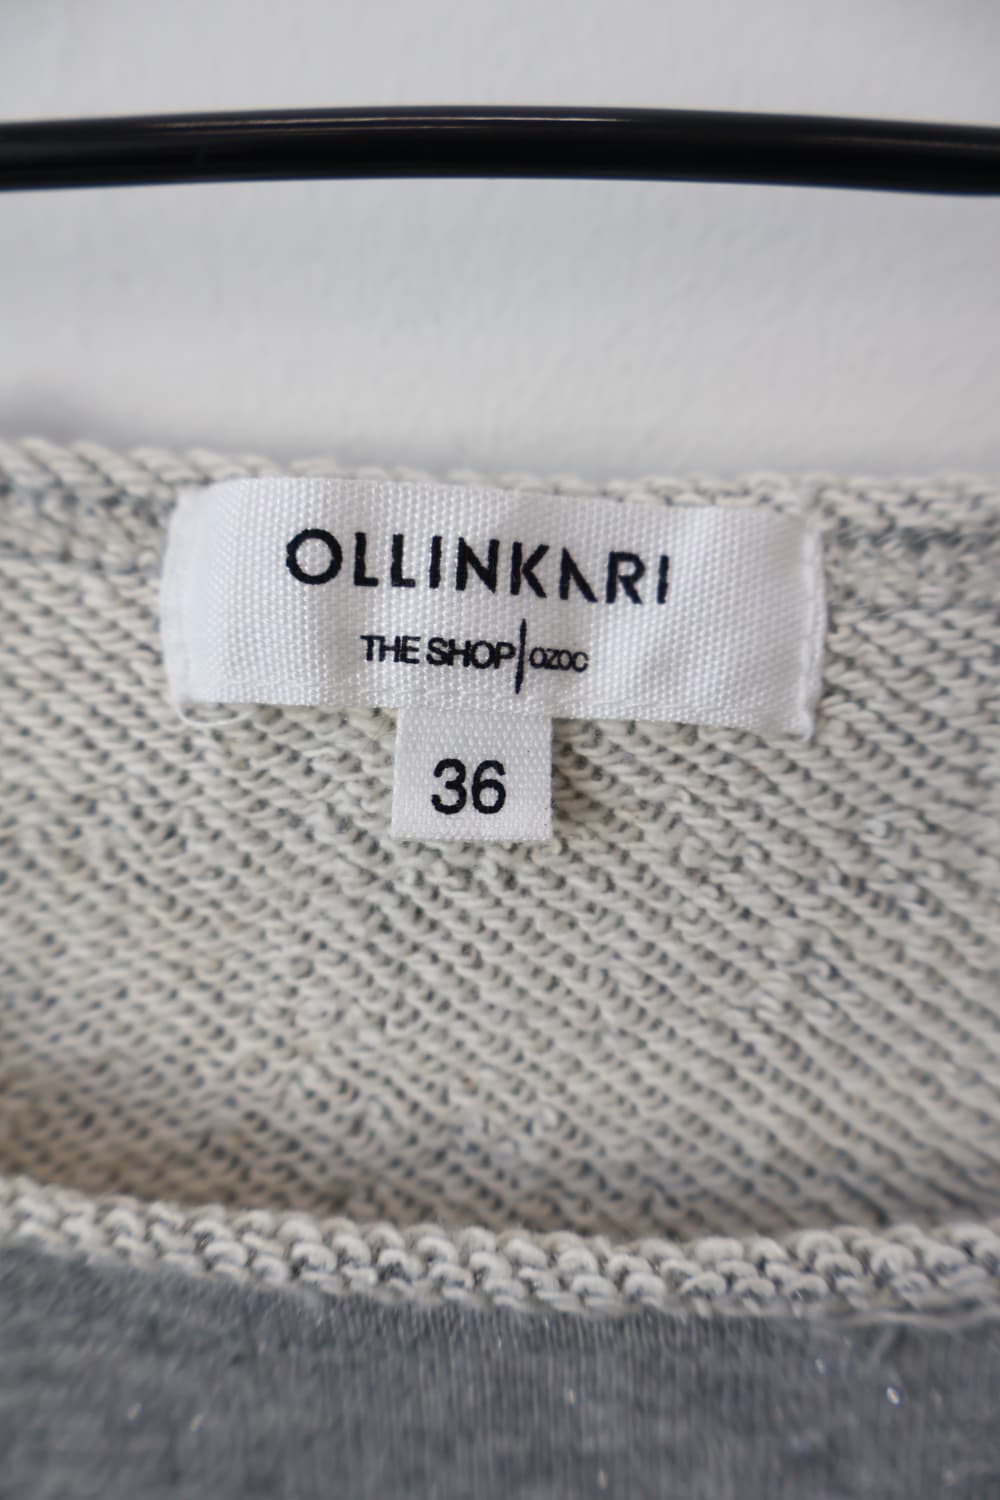 OLLINKARI
THE SHOP|OZOC
36